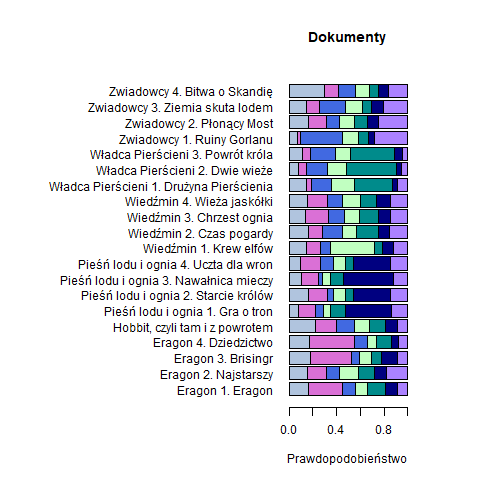 Dokumenty
Zwiadowcy 4. Bitwa o Skandię
Zwiadowcy 3. Ziemia skuta lodem
Zwiadowcy 2. Płonący Most
Zwiadowcy 1. Ruiny Gorlanu
Władca Pierścieni 3. Powrót króla
Władca Pierścieni 2. Dwie wieże
Władca Pierścieni 1. Drużyna Pierścienia
Wiedźmin 4. Wieża jaskółki
Wiedźmin 3. Chrzest ognia
Wiedźmin 2. Czas pogardy
Wiedźmin 1. Krew elfów
Pieśń lodu i ognia 4. Uczta dla wron
Pieśń lodu i ognia 3. Nawałnica mieczy
Pieśń lodu i ognia 2. Starcie królów
Pieśń lodu i ognia 1. Gra o tron
Hobbit, czyli tam i z powrotem
Eragon 4. Dziedzictwo
Eragon 3. Brisingr
Eragon 2. Najstarszy
Eragon 1. Eragon
0.0 0.4 0.8
Prawdopodobieństwo